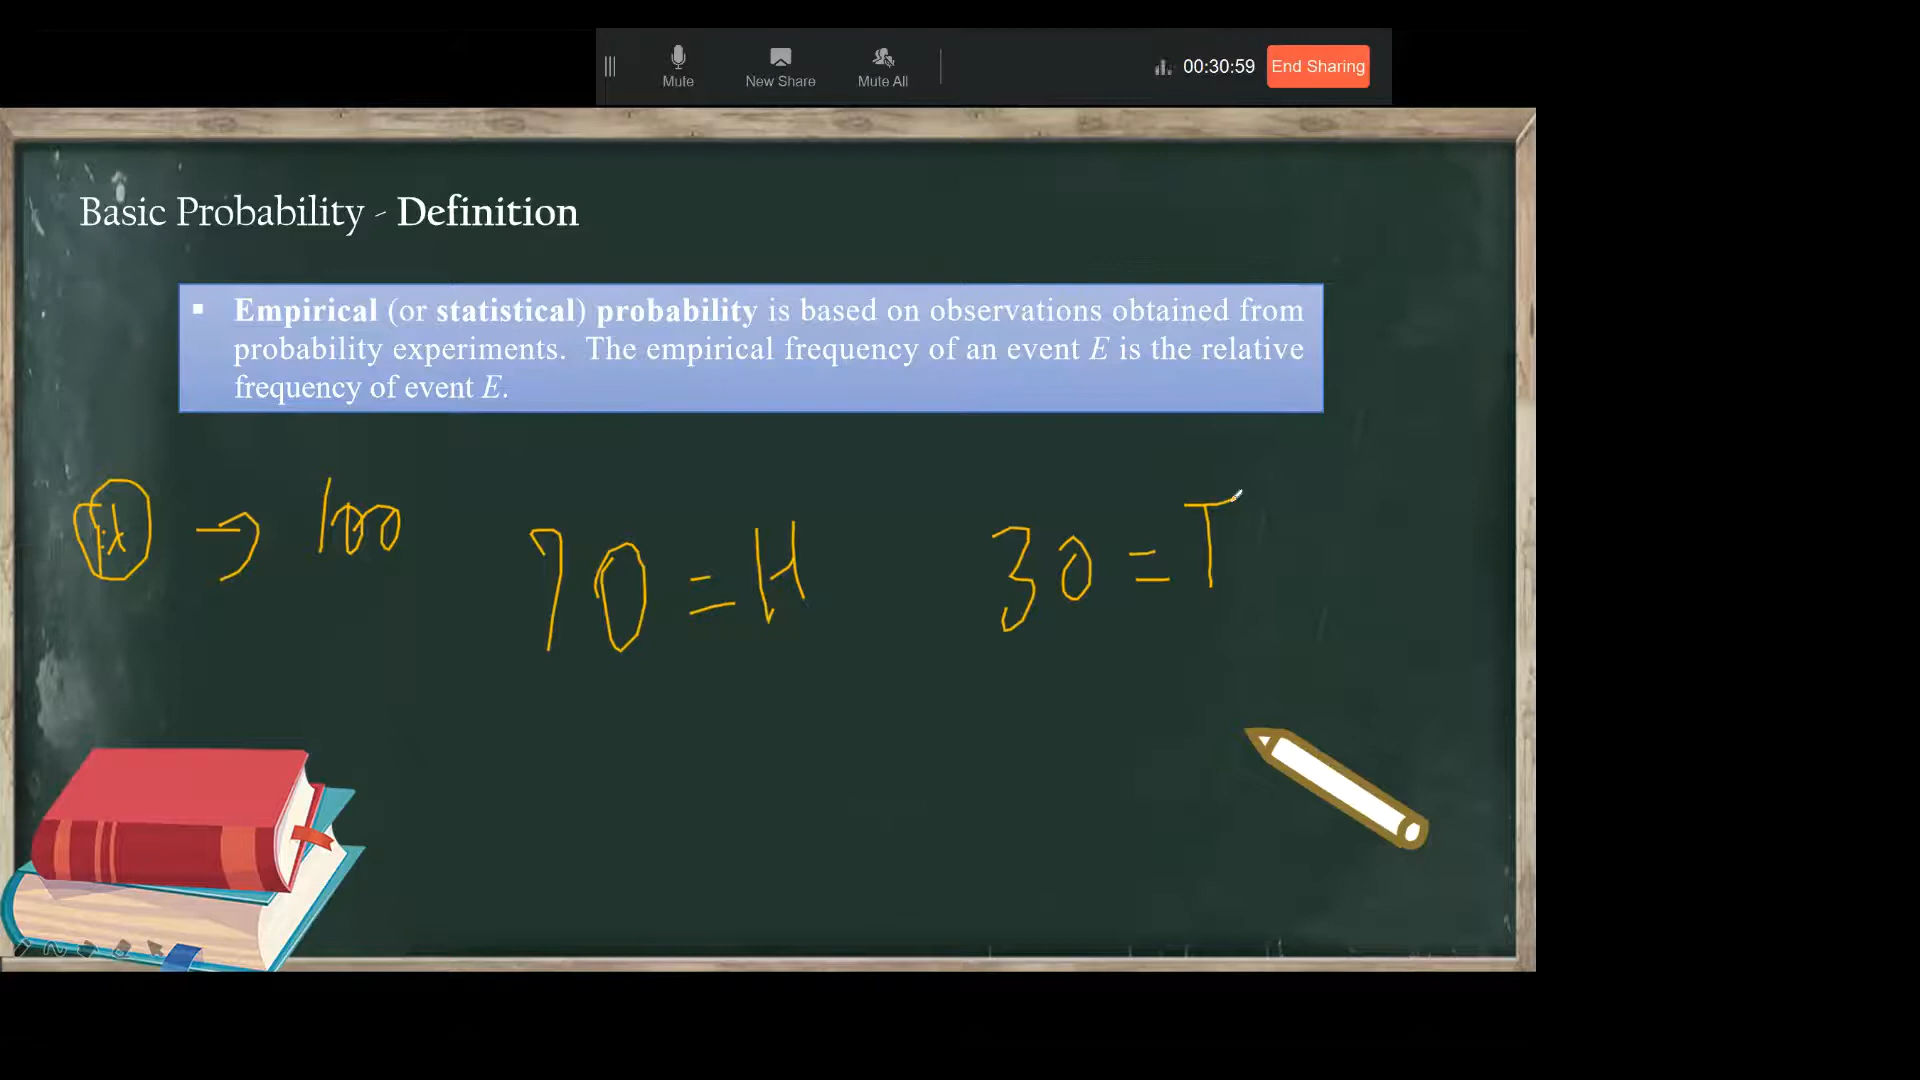 Mute
New Share
Mute All
00:30:59
End Sharing
Basic Probability - Definition
▪ Empirical (or statistical) probability is based on observations obtained from
probability experiments. The empirical frequency of an event E is the relative
frequency of event E.
→ 100
70 = H
30 = T